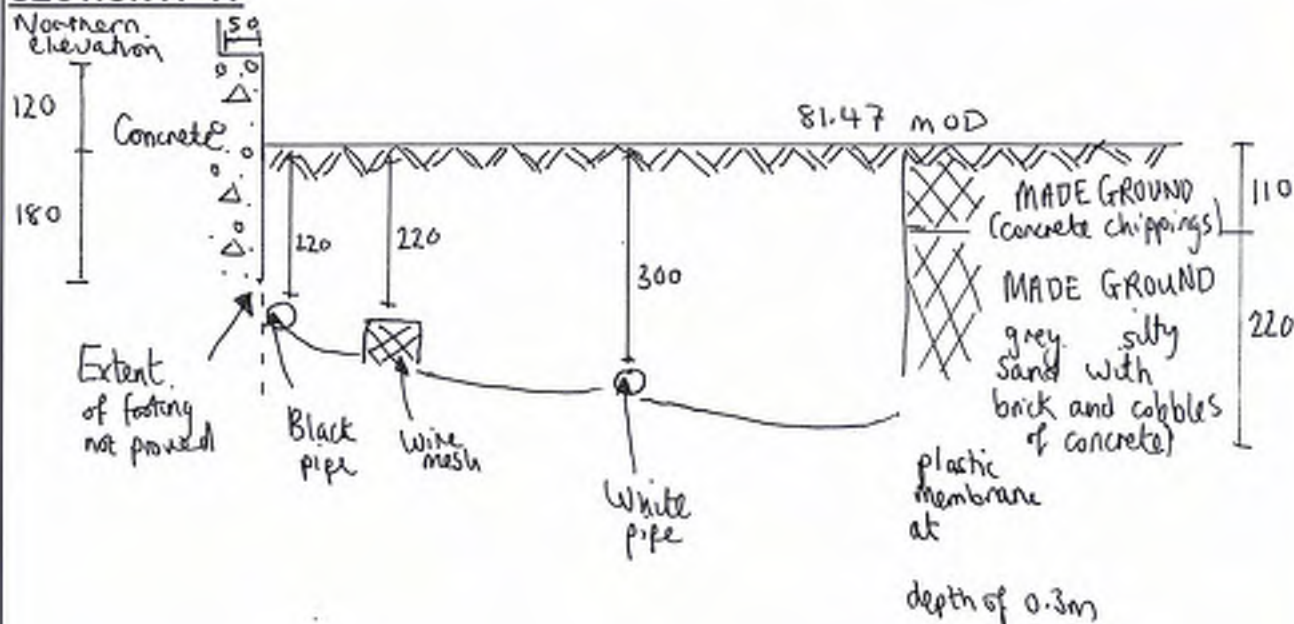 Northern
elevation
50
120
Concrete
180
81.47 mOD
120
220
300
MADE GROUND
(concrete chippings)
110
MADE GROUND
grey silty
Sand with
brick and cobbles
of concrete)
220
Extent
of footing
not proved
Black
pipe
Wire
mesh
White
pipe
plastic
membrane
at
depth of 0.3m